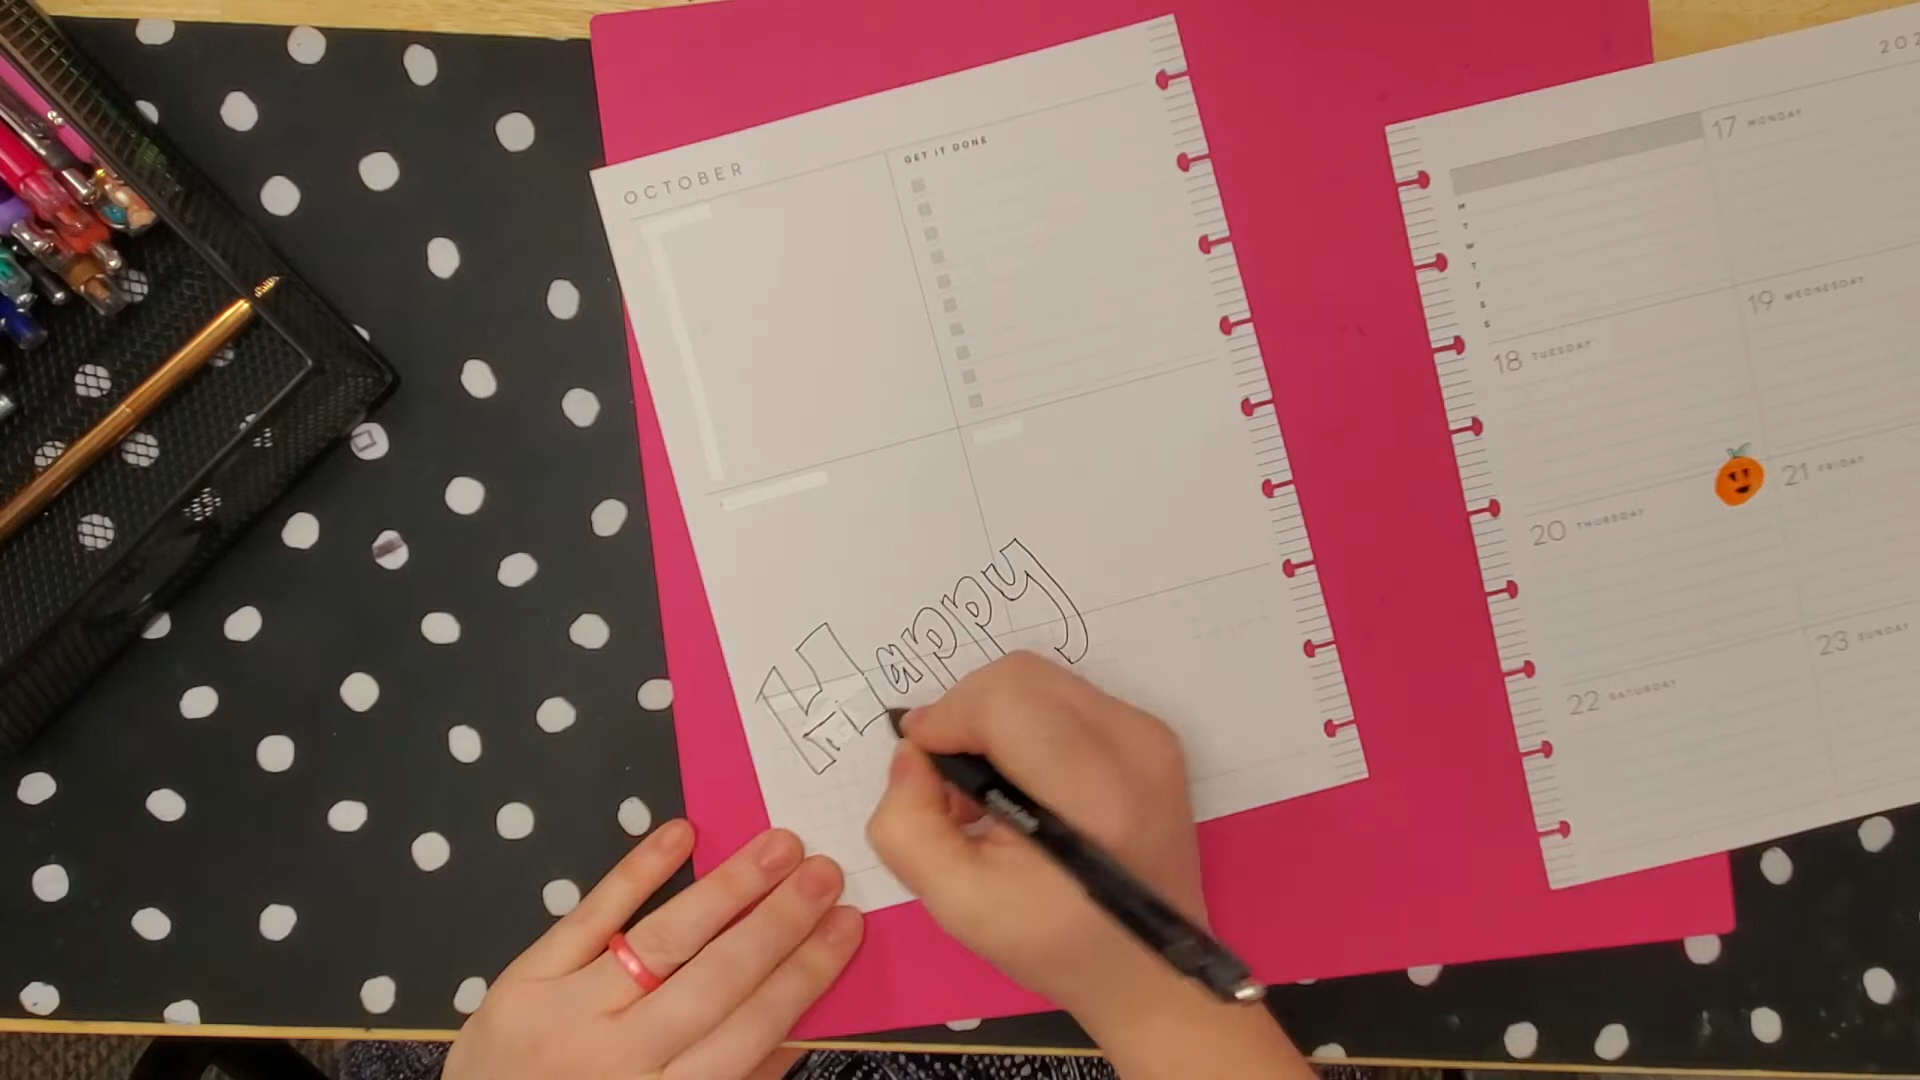 OCTOBER
GET IT DONE
Happy
202
M
T
W
T
F
S
S
17 MONDAY
18 TUESDAY
19 WEDNESDAY
20 THURSDAY
21 FRIDAY
22 SATURDAY
23 SUNDAY